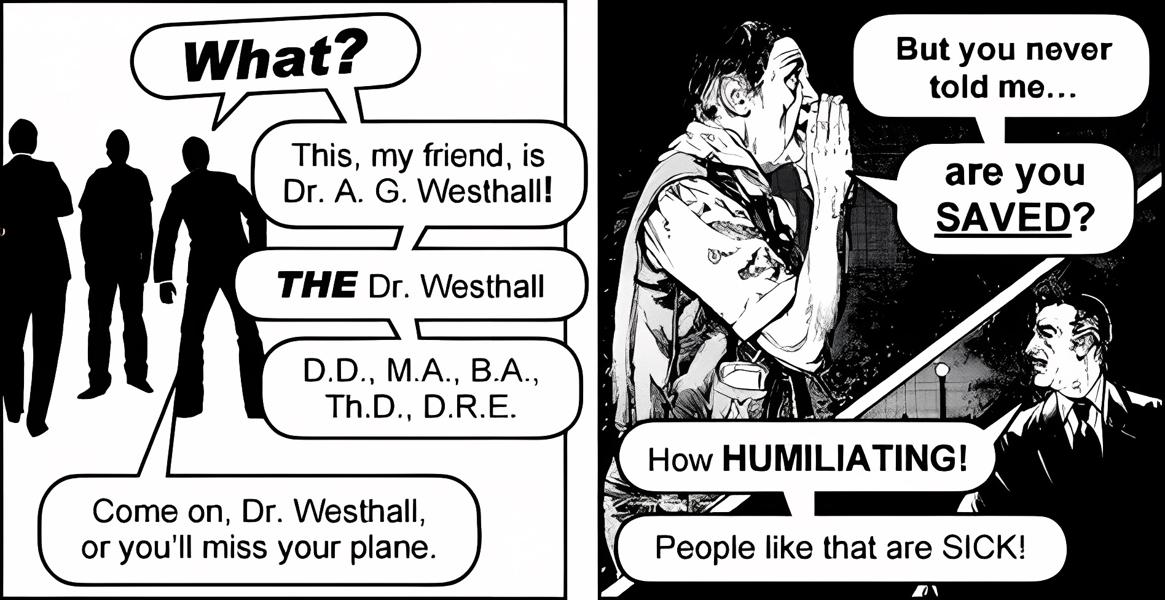 What?
This, my friend, is
Dr. A. G. Westhall!
THE Dr. Westhall
D.D., M.A., B.A.,
Th.D., D.R.E.
Come on, Dr. Westhall,
or you'll miss your plane.
But you never
told me...
are you
SAVED?
How HUMILIATING!
People like that are SICK!